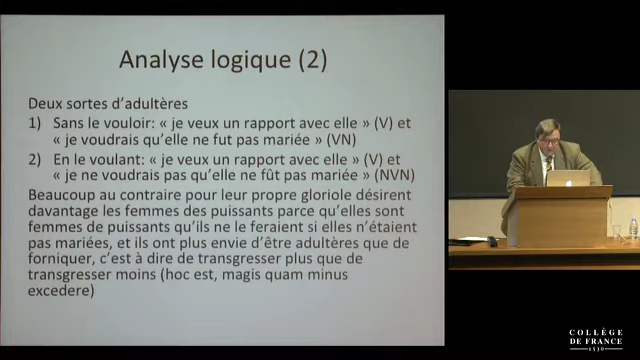 Analyse logique (2)
Deux sortes d'adultères
1) Sans le vouloir: « je veux un rapport avec elle » (V) et
« je voudrais qu'elle ne fut pas mariée » (VN)
2) En le voulant: « je veux un rapport avec elle » (V) et
« je ne voudrais pas qu'elle ne fût pas mariée » (NVN)
Beaucoup au contraire pour leur propre gloriole désirent
davantage les femmes des puissants parce qu'elles sont
femmes de puissants qu'ils ne le feraient si elles n'étaient
pas mariées, et ils ont plus envie d'être adultères que de
forniquer, c'est à dire de transgresser plus que de
transgresser moins (hoc est, magis quam minus
excedere)
COLLÈGE
DE FRANCE
1530